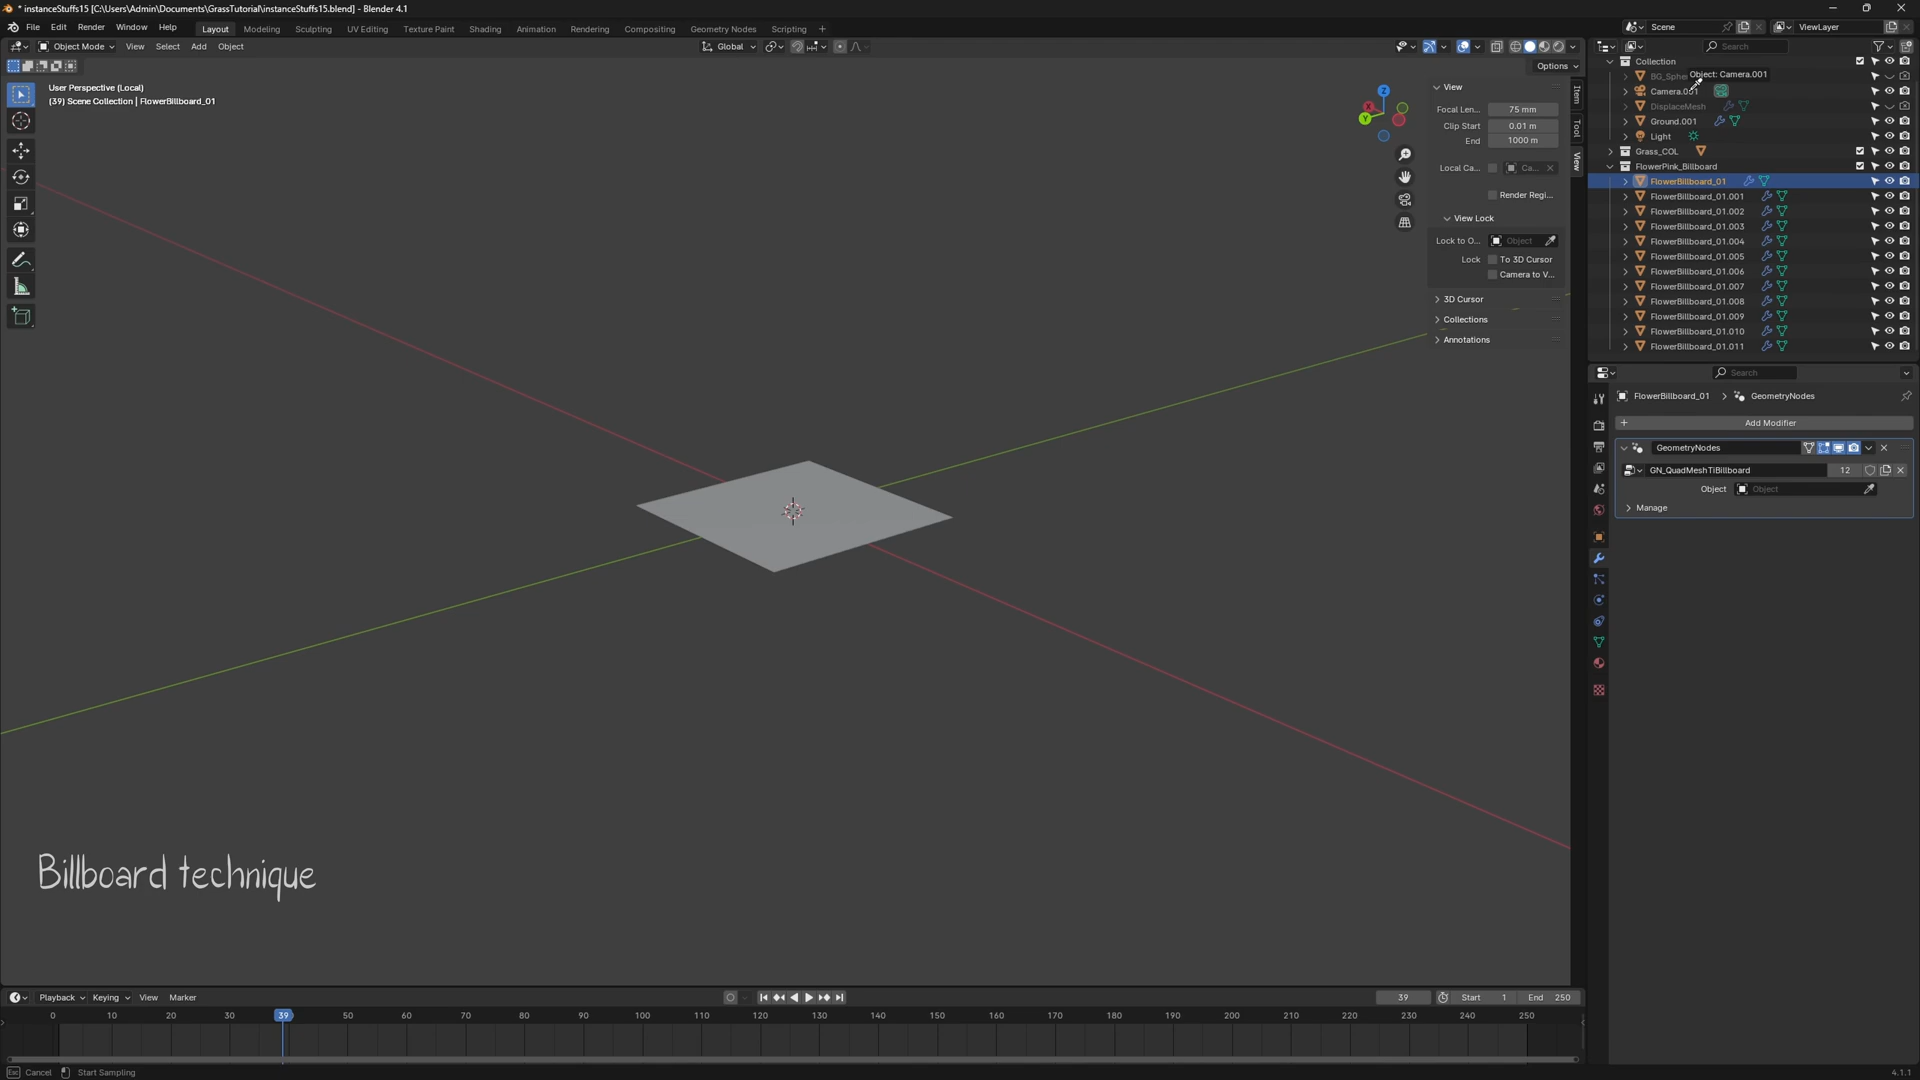 * instanceStuffs15 [C:\Users\Admin\Documents\GrassTutorial\instanceStuffs15.blend] - Blender 4.1
File Edit Render Window Help Layout Modeling Sculpting UV Editing Texture Paint Shading Animation Rendering Compositing Geometry Nodes Scripting + Scene ViewLayer
Object Mode View Select Add Object Global Search
Options
User Perspective (Local)
(39) Scene Collection | FlowerBillboard_01
View
Focal Len... 75 mm
Clip Start 0.01 m
End 1000 m
Local Ca... Ca...
Render Regi...
View Lock
Lock to O... Object
Lock To 3D Cursor
Camera to V...
3D Cursor
Collections
Annotations
Item
Tool
View
Collection
BG_Sphe Object: Camera.001
Camera.001
DisplaceMesh
Ground.001
Light
Grass_COL
FlowerPink_Billboard
FlowerBillboard_01
FlowerBillboard_01.001
FlowerBillboard_01.002
FlowerBillboard_01.003
FlowerBillboard_01.004
FlowerBillboard_01.005
FlowerBillboard_01.006
FlowerBillboard_01.007
FlowerBillboard_01.008
FlowerBillboard_01.009
FlowerBillboard_01.010
FlowerBillboard_01.011
Search
FlowerBillboard_01 > GeometryNodes
+ Add Modifier
GeometryNodes
GN_QuadMeshTiBillboard 12
Object Object
Manage
X
Y
Z
Billboard technique
Playback Keying View Marker 39 Start 1 End 250
0 10 20 30 39 50 60 70 80 90 100 110 120 130 140 150 160 170 180 190 200 210 220 230 240 250
Esc Cancel Start Sampling 4.1.1